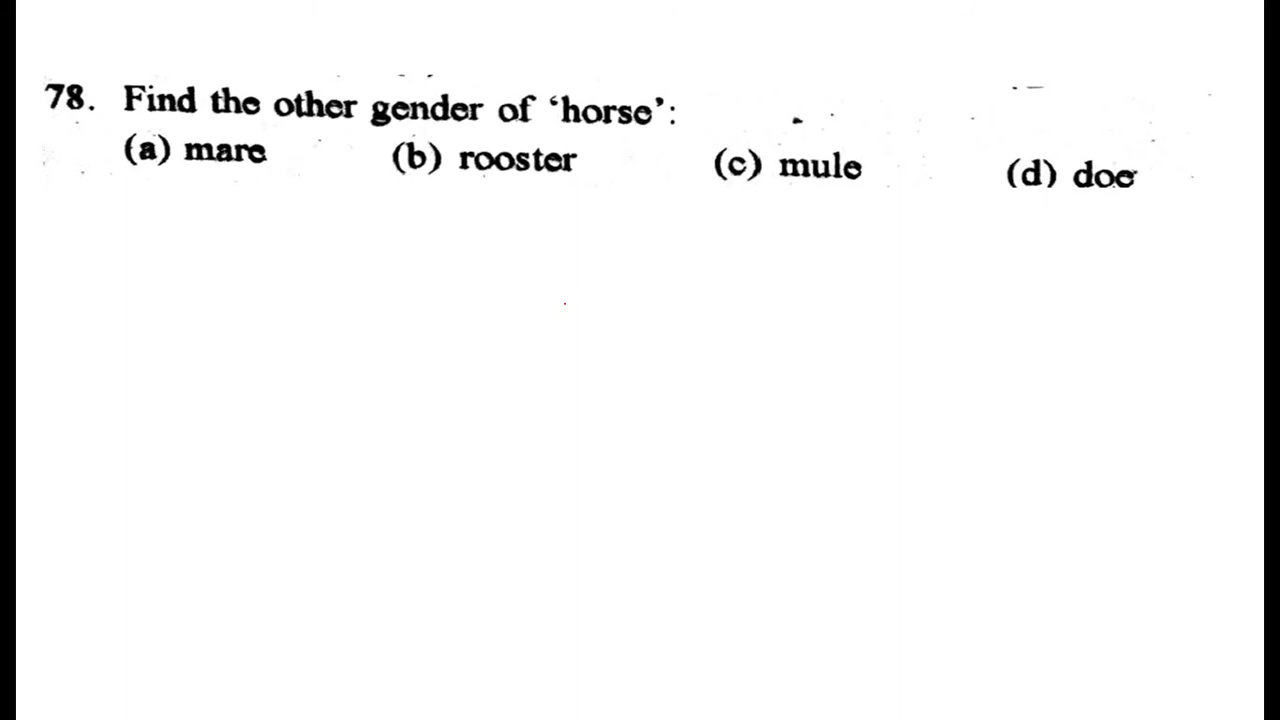 78. Find the other gender of ‘horse’:
(a) mare (b) rooster (c) mule (d) doe